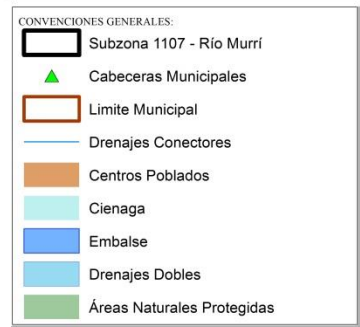 CONVENCIONES GENERALES:
Subzona 1107 - Río Murrí
Cabeceras Municipales
Limite Municipal
Drenajes Conectores
Centros Poblados
Cienaga
Embalse
Drenajes Dobles
Áreas Naturales Protegidas